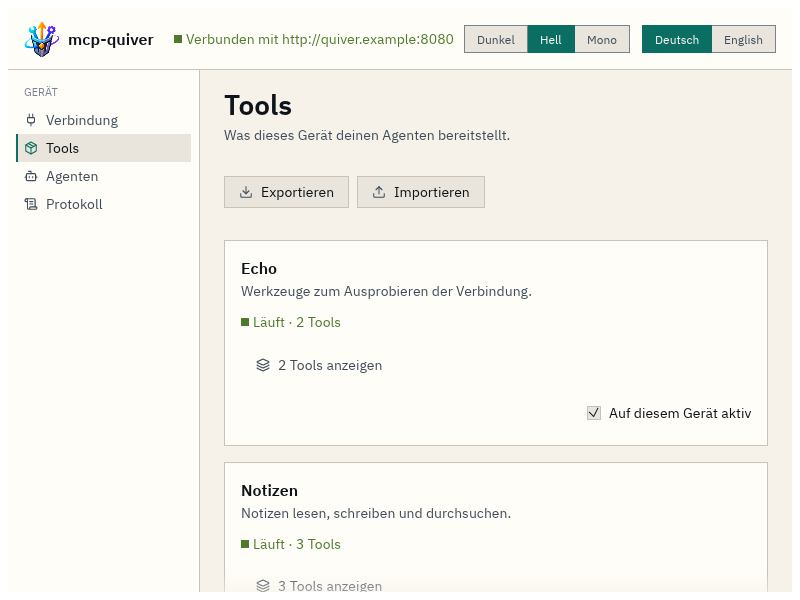 mcp-quiver
Verbunden mit http://quiver.example:8080
Dunkel
Hell
Mono
Deutsch
English
GERÄT
Verbindung
Tools
Agenten
Protokoll
Tools
Was dieses Gerät deinen Agenten bereitstellt.
Exportieren
Importieren
Echo
Werkzeuge zum Ausprobieren der Verbindung.
Läuft · 2 Tools
2 Tools anzeigen
Auf diesem Gerät aktiv
Notizen
Notizen lesen, schreiben und durchsuchen.
Läuft · 3 Tools
3 Tools anzeigen